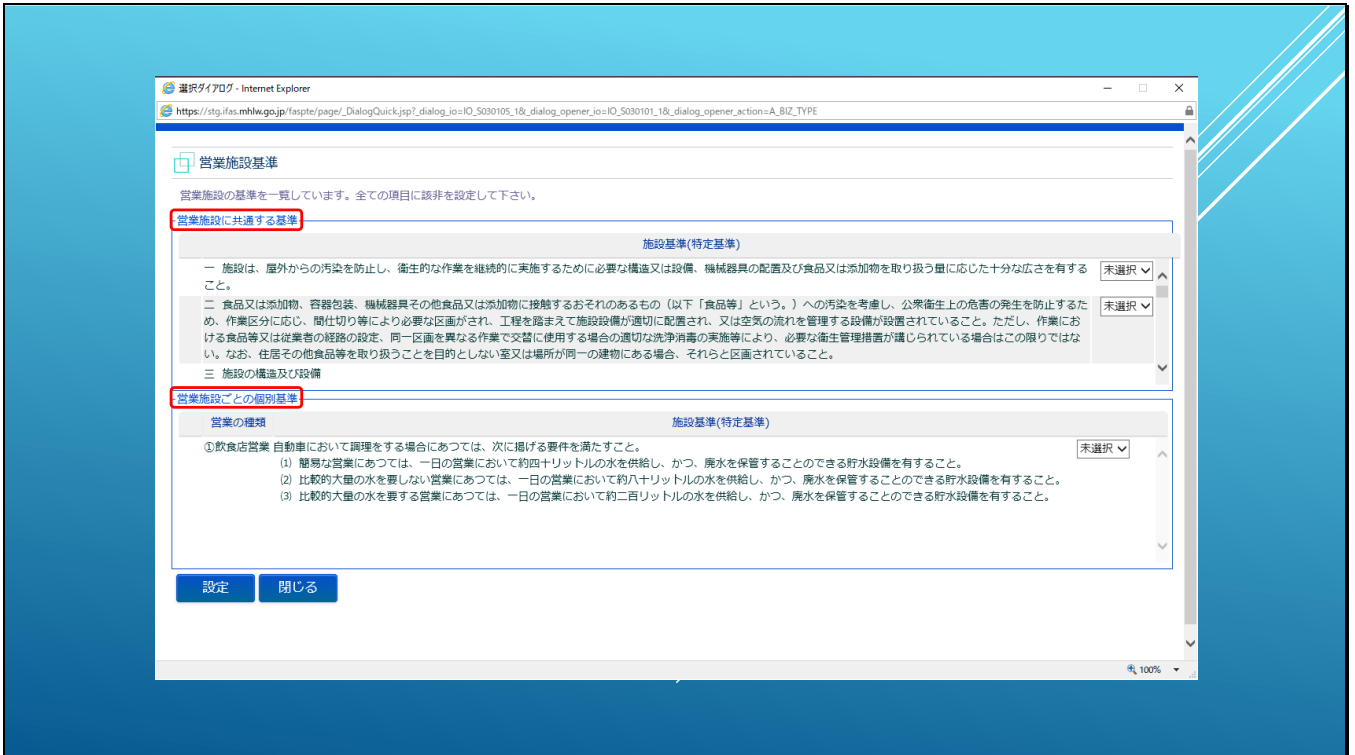 選択ダイアログ - Internet Explorer
https://stg.ifas.mhlw.go.jp/faspte/page/_DialogQuick.jsp?_dialog_io=IO_S030105_1&_dialog_opener_io=IO_S030101_1&_dialog_opener_action=A_BIZ_TYPE
営業施設基準
営業施設の基準を一覧しています。全ての項目に該非を設定して下さい。
営業施設に共通する基準
施設基準(特定基準)
一 施設は、屋外からの汚染を防止し、衛生的な作業を継続的に実施するために必要な構造又は設備、機械器具の配置及び食品又は添加物を取り扱う量に応じた十分な広さを有する 未選択
こと。
二 食品又は添加物、容器包装、機械器具その他食品又は添加物に接触するおそれのあるもの（以下「食品等」という。）への汚染を考慮し、公衆衛生上の危害の発生を防止するた 未選択
め、作業区分に応じ、間仕切り等により必要な区画がされ、工程を踏まえて施設設備が適切に配置され、又は空気の流れを管理する設備が設置されていること。ただし、作業にお
ける食品等又は従業者の経路の設定、同一区画を異なる作業で交替に使用する場合の適切な洗浄消毒の実施等により、必要な衛生管理措置が講じられている場合はこの限りではな
い。なお、住居その他食品等を取り扱うことを目的としない室又は場所が同一の建物にある場合、それらと区画されていること。
三 施設の構造及び設備
営業施設ごとの個別基準
営業の種類 施設基準(特定基準)
①飲食店営業 自動車において調理をする場合にあつては、次に掲げる要件を満たすこと。 未選択
⑴ 簡易な営業にあつては、一日の営業において約四十リットルの水を供給し、かつ、廃水を保管することのできる貯水設備を有すること。
⑵ 比較的大量の水を要しない営業にあつては、一日の営業において約八十リットルの水を供給し、かつ、廃水を保管することのできる貯水設備を有すること。
⑶ 比較的大量の水を要する営業にあつては、一日の営業において約二百リットルの水を供給し、かつ、廃水を保管することのできる貯水設備を有すること。
設定 閉じる
100%